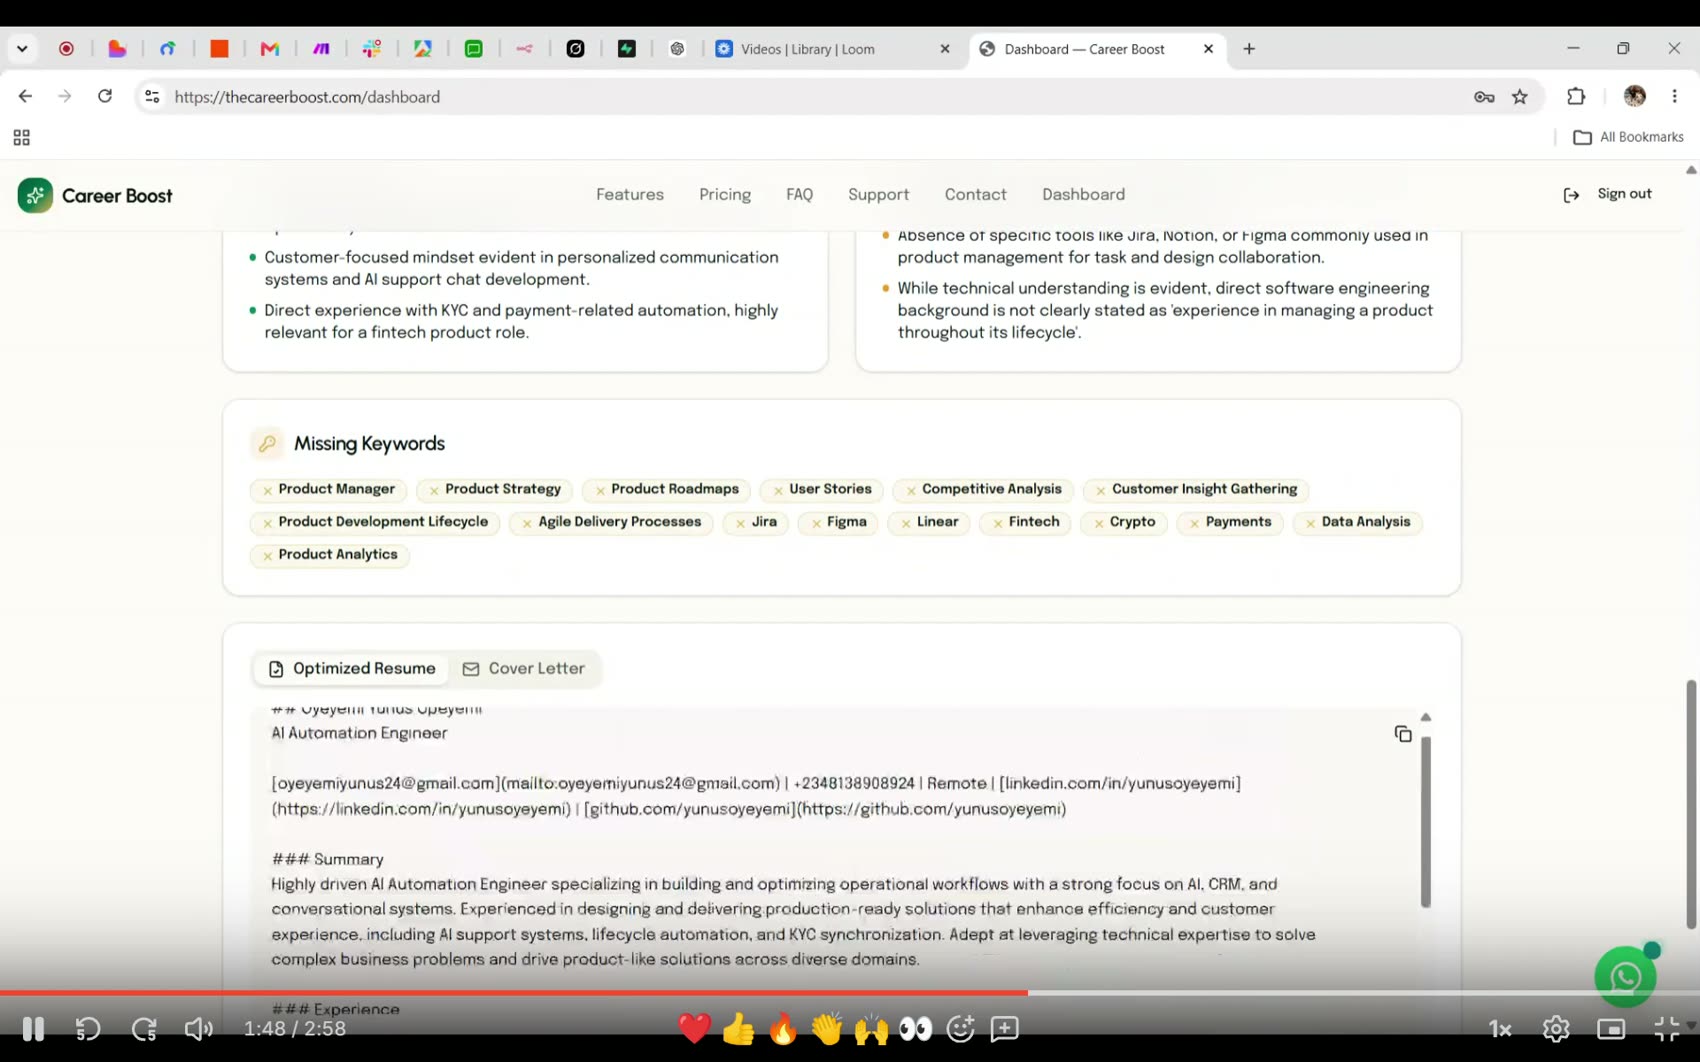 Videos | Library | Loom
Dashboard — Career Boost
https://thecareerboost.com/dashboard
All Bookmarks
Career Boost
Features
Pricing
FAQ
Support
Contact
Dashboard
Sign out
Customer-focused mindset evident in personalized communication
systems and AI support chat development.
Direct experience with KYC and payment-related automation, highly
relevant for a fintech product role.
Absence of specific tools like Jira, Notion, or Figma commonly used in
product management for task and design collaboration.
While technical understanding is evident, direct software engineering
background is not clearly stated as 'experience in managing a product
throughout its lifecycle'.
Missing Keywords
× Product Manager × Product Strategy × Product Roadmaps × User Stories × Competitive Analysis × Customer Insight Gathering
× Product Development Lifecycle × Agile Delivery Processes × Jira × Figma × Linear × Fintech × Crypto × Payments × Data Analysis
× Product Analytics
Optimized Resume
Cover Letter
## Oyeyemi Yunus Opeyemi
AI Automation Engineer
[oyeyemiyunus24@gmail.com](mailto:oyeyemiyunus24@gmail.com) | +2348138908924 | Remote | [linkedin.com/in/yunusoyeyemi]
(https://linkedin.com/in/yunusoyeyemi) | [github.com/yunusoyeyemi](https://github.com/yunusoyeyemi)
### Summary
Highly driven AI Automation Engineer specializing in building and optimizing operational workflows with a strong focus on AI, CRM, and
conversational systems. Experienced in designing and delivering production-ready solutions that enhance efficiency and customer
experience, including AI support systems, lifecycle automation, and KYC synchronization. Adept at leveraging technical expertise to solve
complex business problems and drive product-like solutions across diverse domains.
### Experience
5
5
1:48 / 2:58
1x